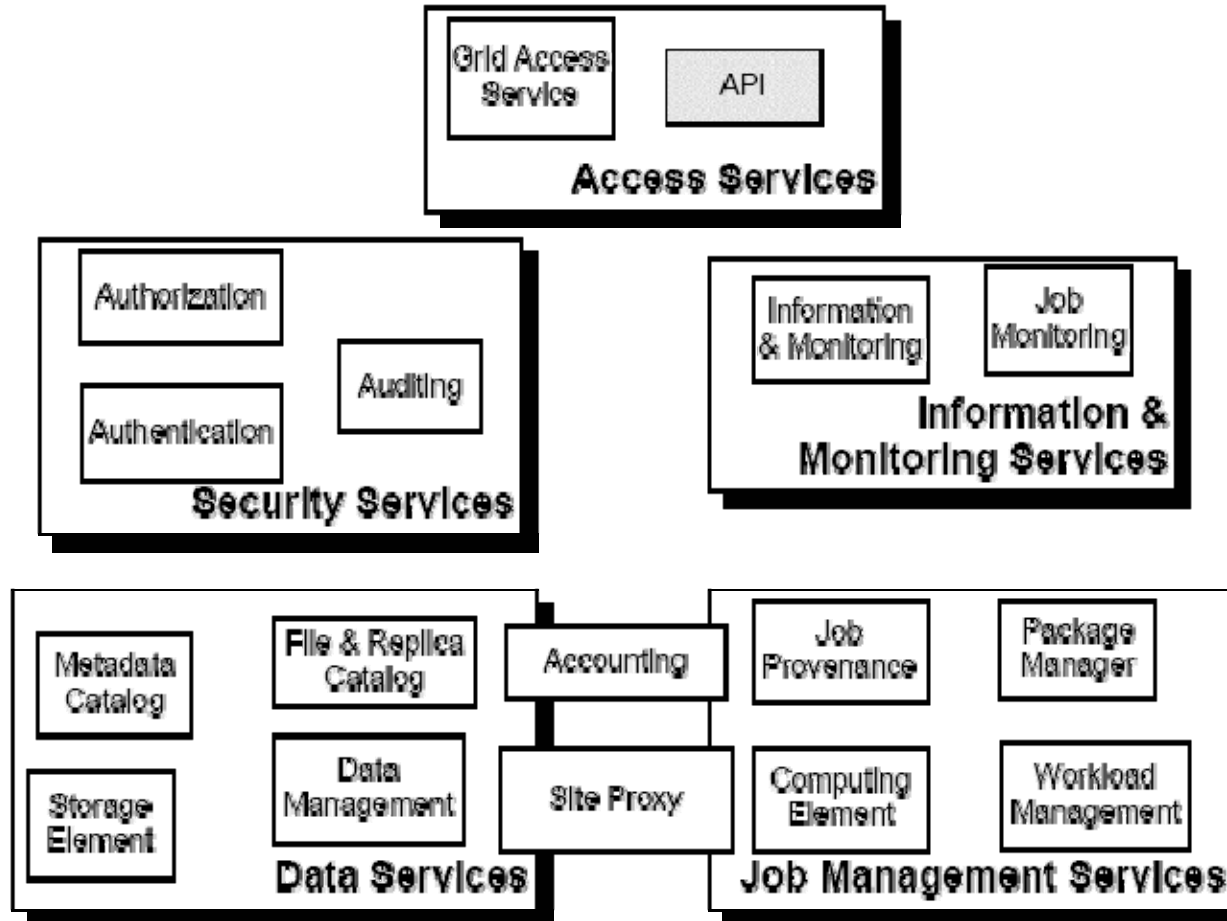 Grid Access
Service
API
Access Services
Authorization
Authentication
Auditing
Security Services
Information
& Monitoring
Job
Monitoring
Information &
Monitoring Services
Metadata
Catalog
File & Replica
Catalog
Storage
Element
Data
Management
Data Services
Accounting
Site Proxy
Job
Provenance
Package
Manager
Computing
Element
Workload
Management
Job Management Services